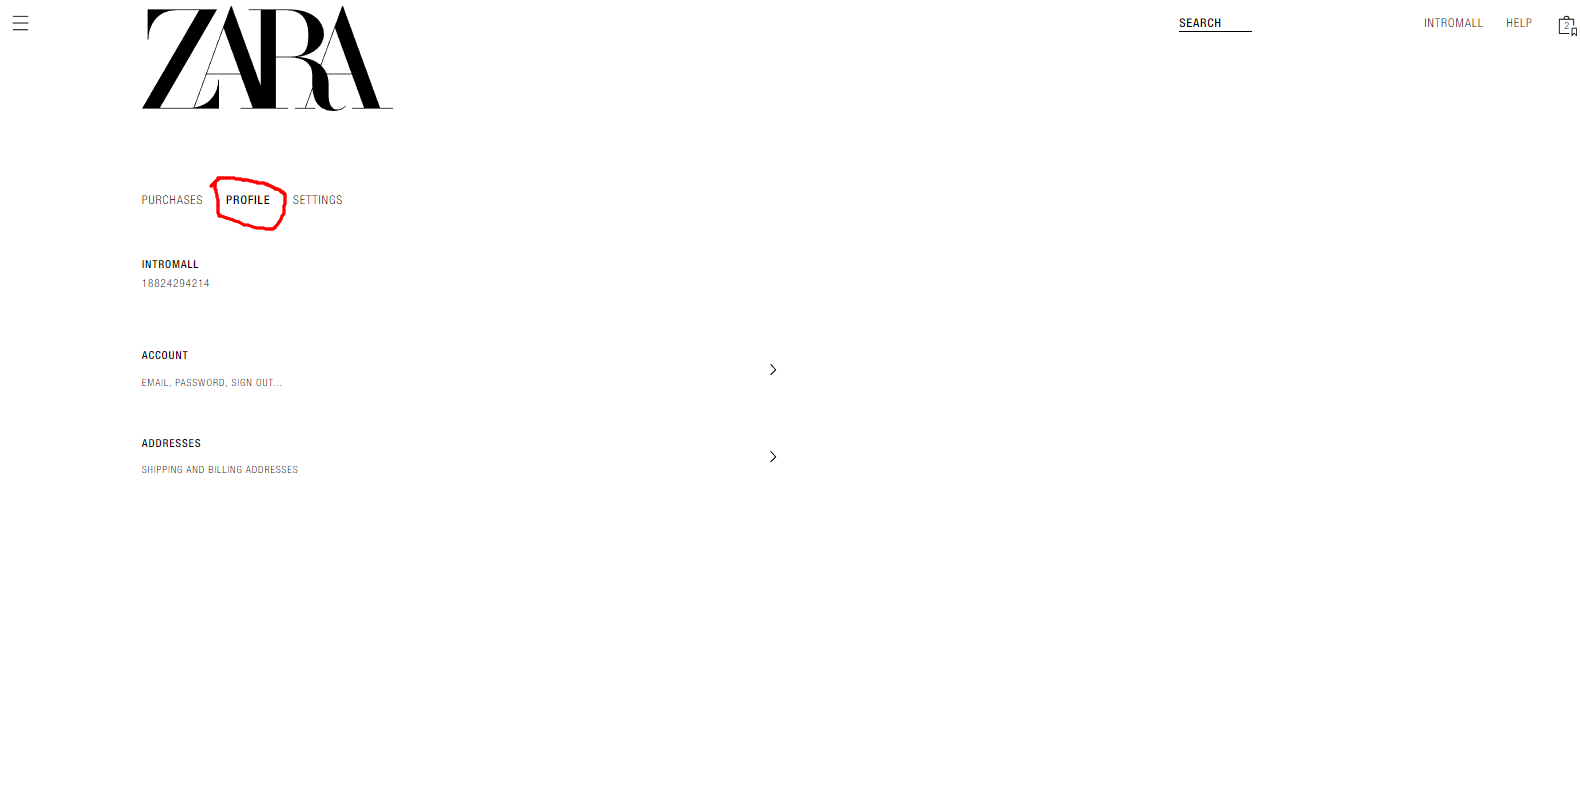 ZARA
SEARCH
INTROMALL
HELP
2
PURCHASES PROFILE SETTINGS
INTROMALL
18824294214
ACCOUNT
EMAIL, PASSWORD, SIGN OUT...
ADDRESSES
SHIPPING AND BILLING ADDRESSES